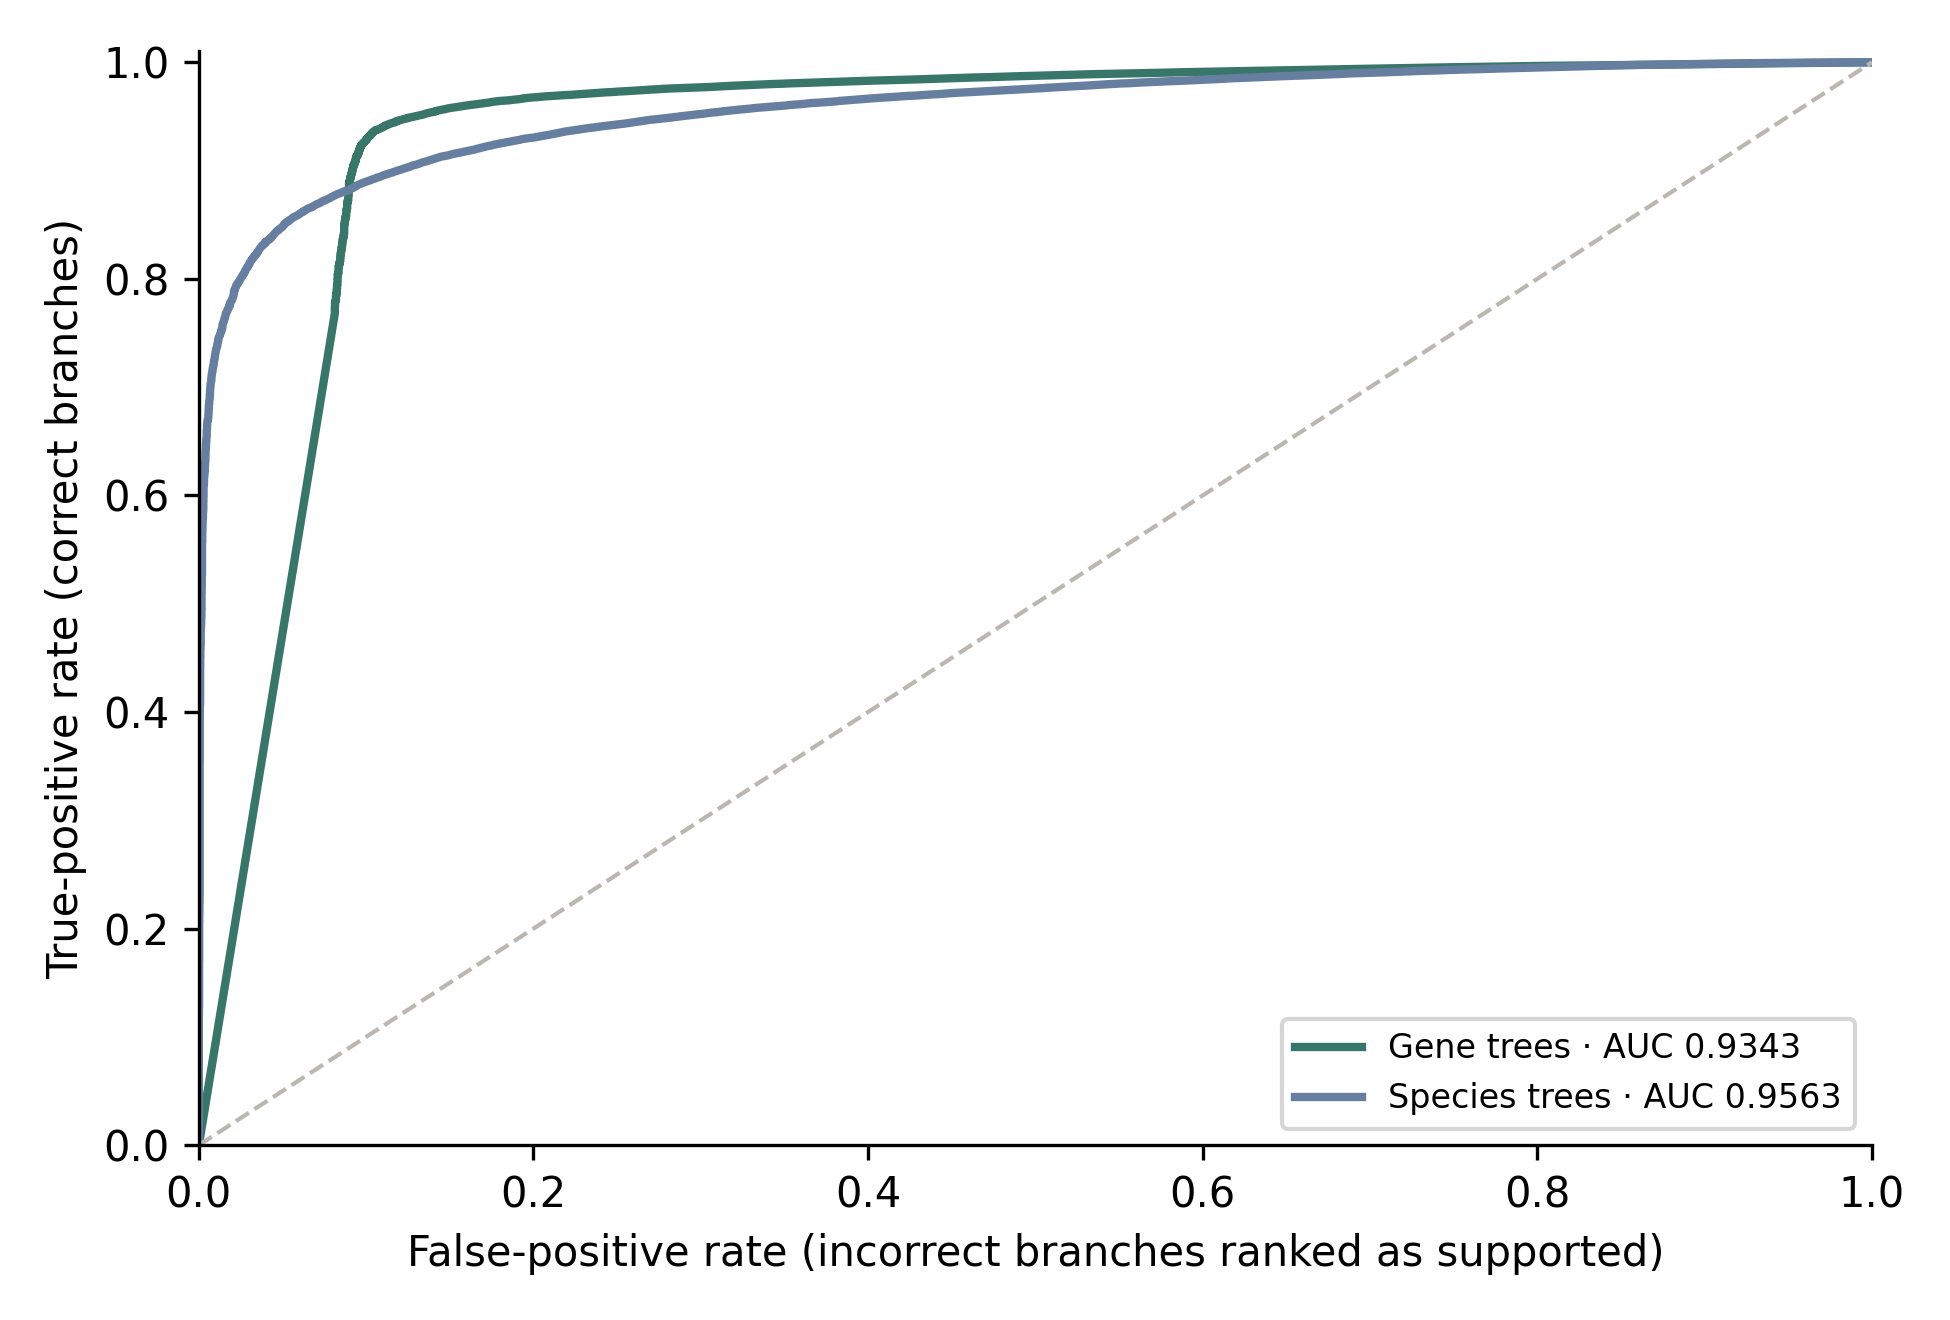 1.0
0.8
0.6
0.4
0.2
0.0
True-positive rate (correct branches)
0.0 0.2 0.4 0.6 0.8 1.0
False-positive rate (incorrect branches ranked as supported)
Gene trees · AUC 0.9343
Species trees · AUC 0.9563